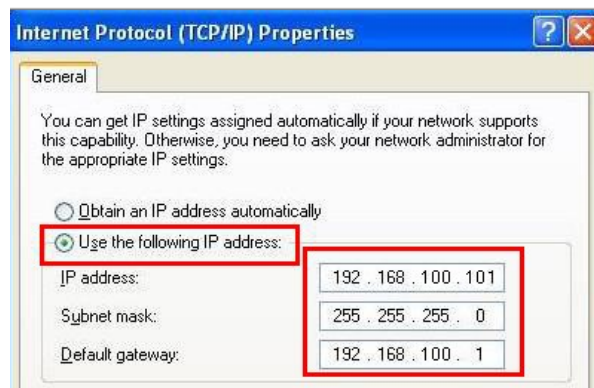 Internet Protocol (TCP/IP) Properties
General
You can get IP settings assigned automatically if your network supports
this capability. Otherwise, you need to ask your network administrator for
the appropriate IP settings.
Obtain an IP address automatically
Use the following IP address:
IP address: 192 . 168 . 100 . 101
Subnet mask: 255 . 255 . 255 . 0
Default gateway: 192 . 168 . 100 . 1